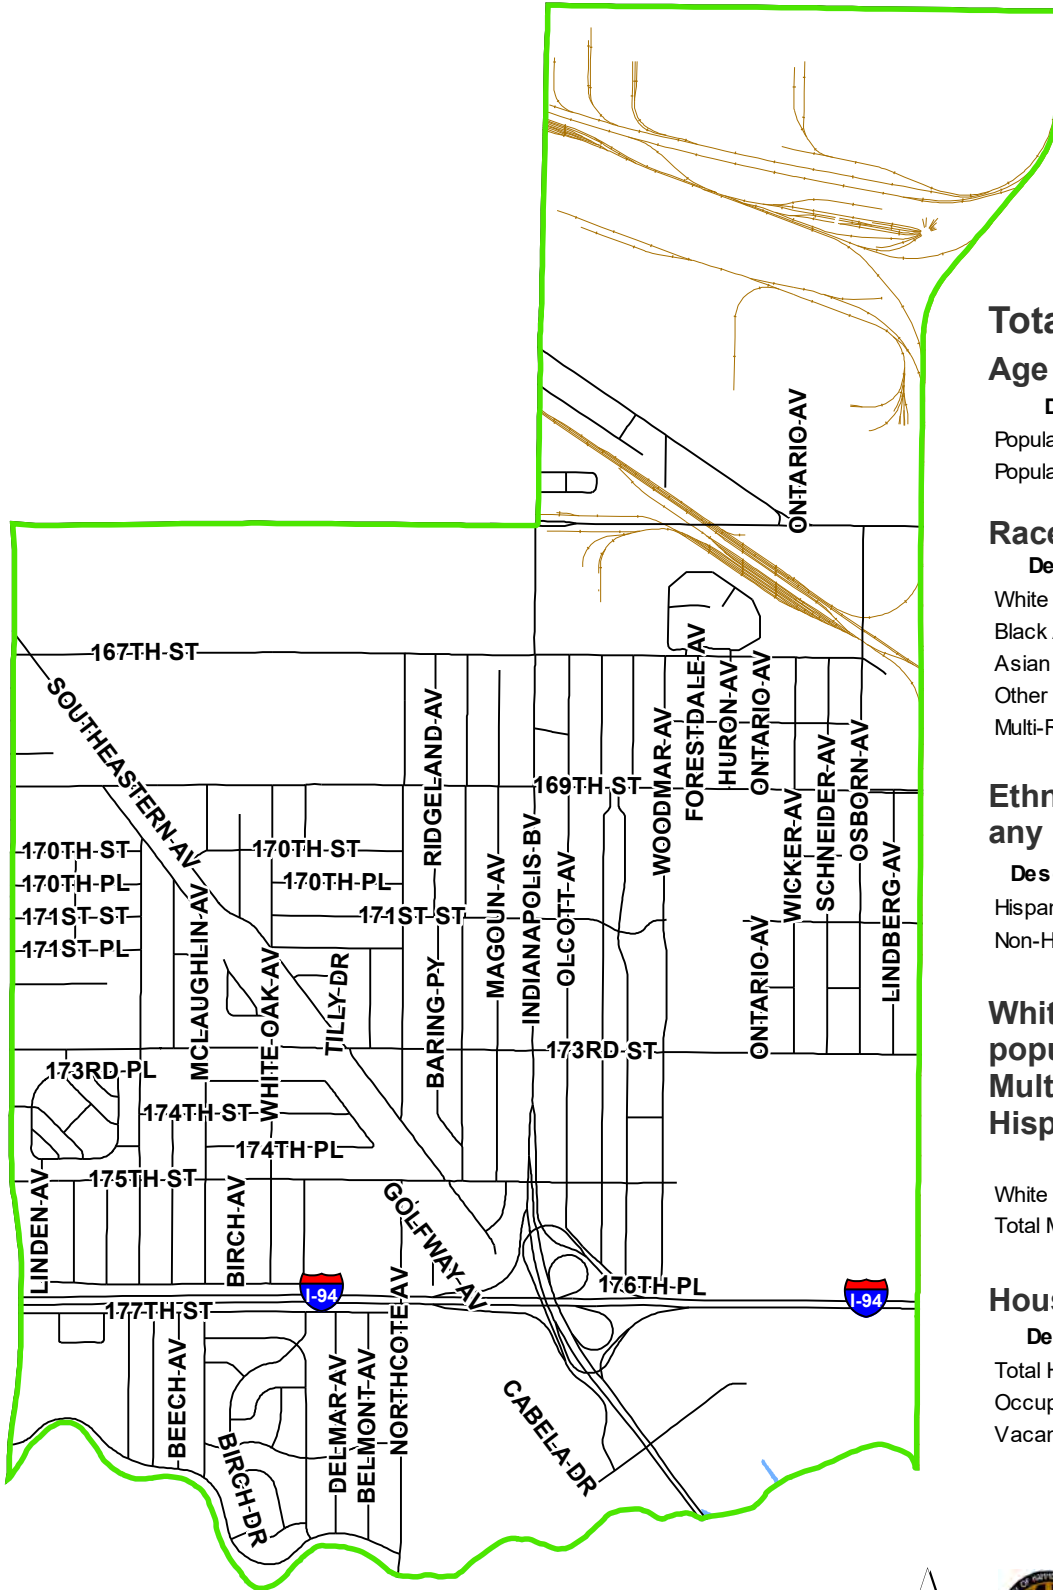 ONTARIO AV
167TH ST
SOUTHEASTERN AV
RIDGELAND AV
WOODMAR AV
FORESTDALE AV
HURON AV
ONTARIO AV
169TH ST
WICKER AV
SCHNEIDER AV
OSBORN AV
LINDBERG AV
170TH ST
170TH ST
170TH PL
170TH PL
171ST ST
171ST ST
171ST PL
MCLAUGHLIN AV
WHITE OAK AV
TILLY DR
BARING PY
MAGOUN AV
INDIANAPOLIS BV
OLCOTT AV
ONTARIO AV
173RD ST
173RD PL
174TH ST
174TH PL
175TH ST
LINDEN AV
BIRCH AV
GOLFWAY AV
176TH PL
I-94
I-94
177TH ST
NORTHCOTE AV
BEECH AV
BIRCH DR
DELMAR AV
BELMONT AV
CABELA DR
Tota
Age
D
Popula
Popula
Race
De
White
Black
Asian
Other
Multi-R
Ethn
any
Des
Hispan
Non-H
Whit
popu
Mult
Hisp
White
Total M
Hous
De
Total H
Occup
Vacan